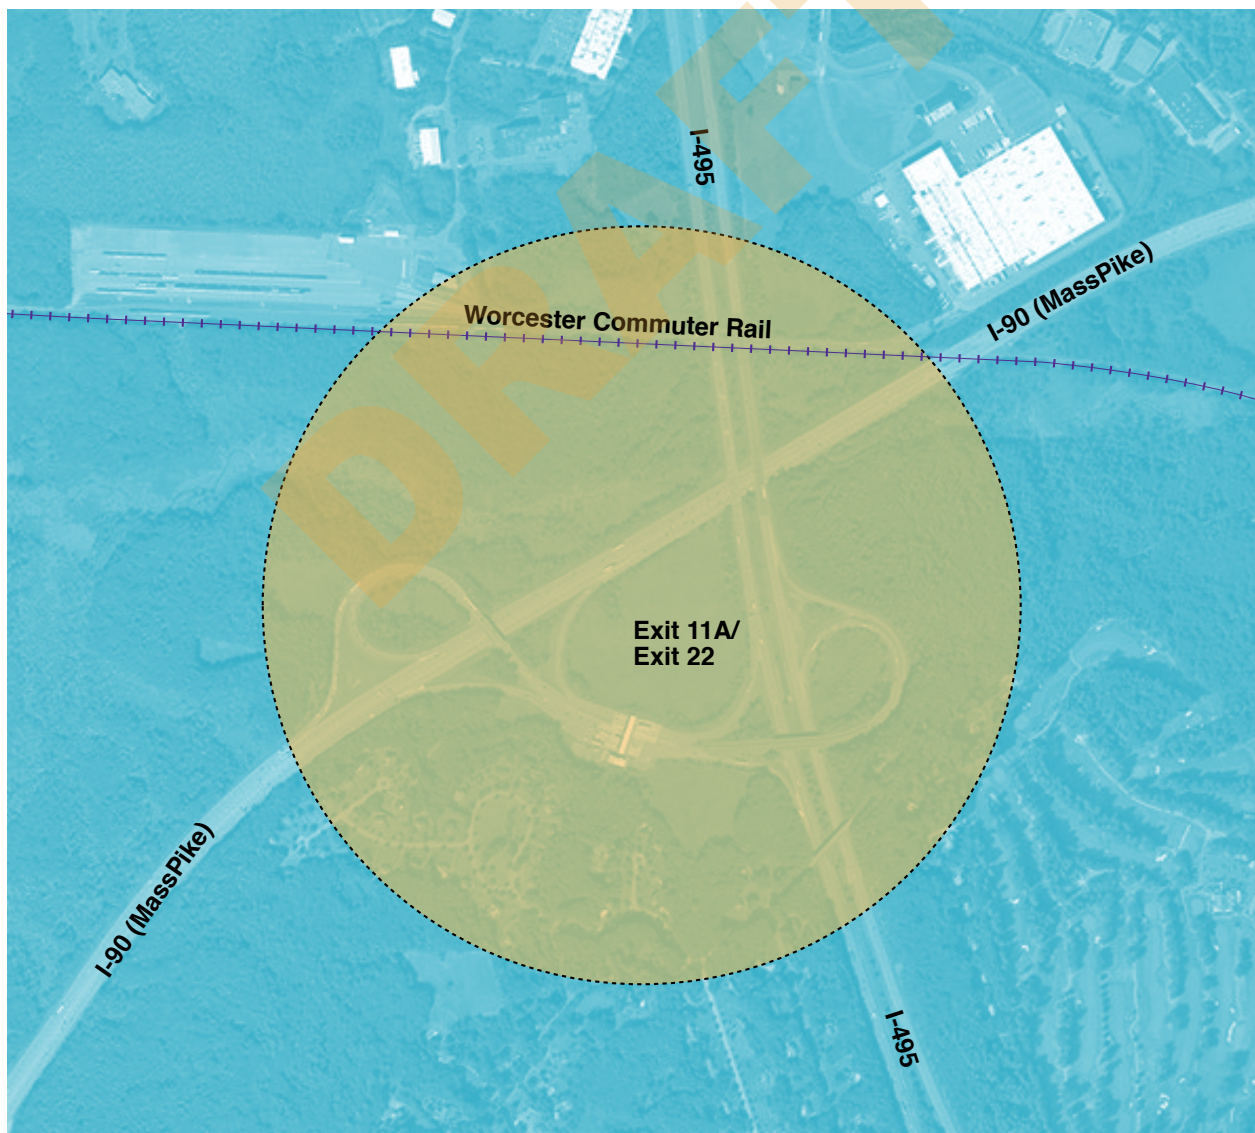 DRAFT
I-495
I-90 (MassPike)
Worcester Commuter Rail
Exit 11A/
Exit 22
I-90 (MassPike)
I-495